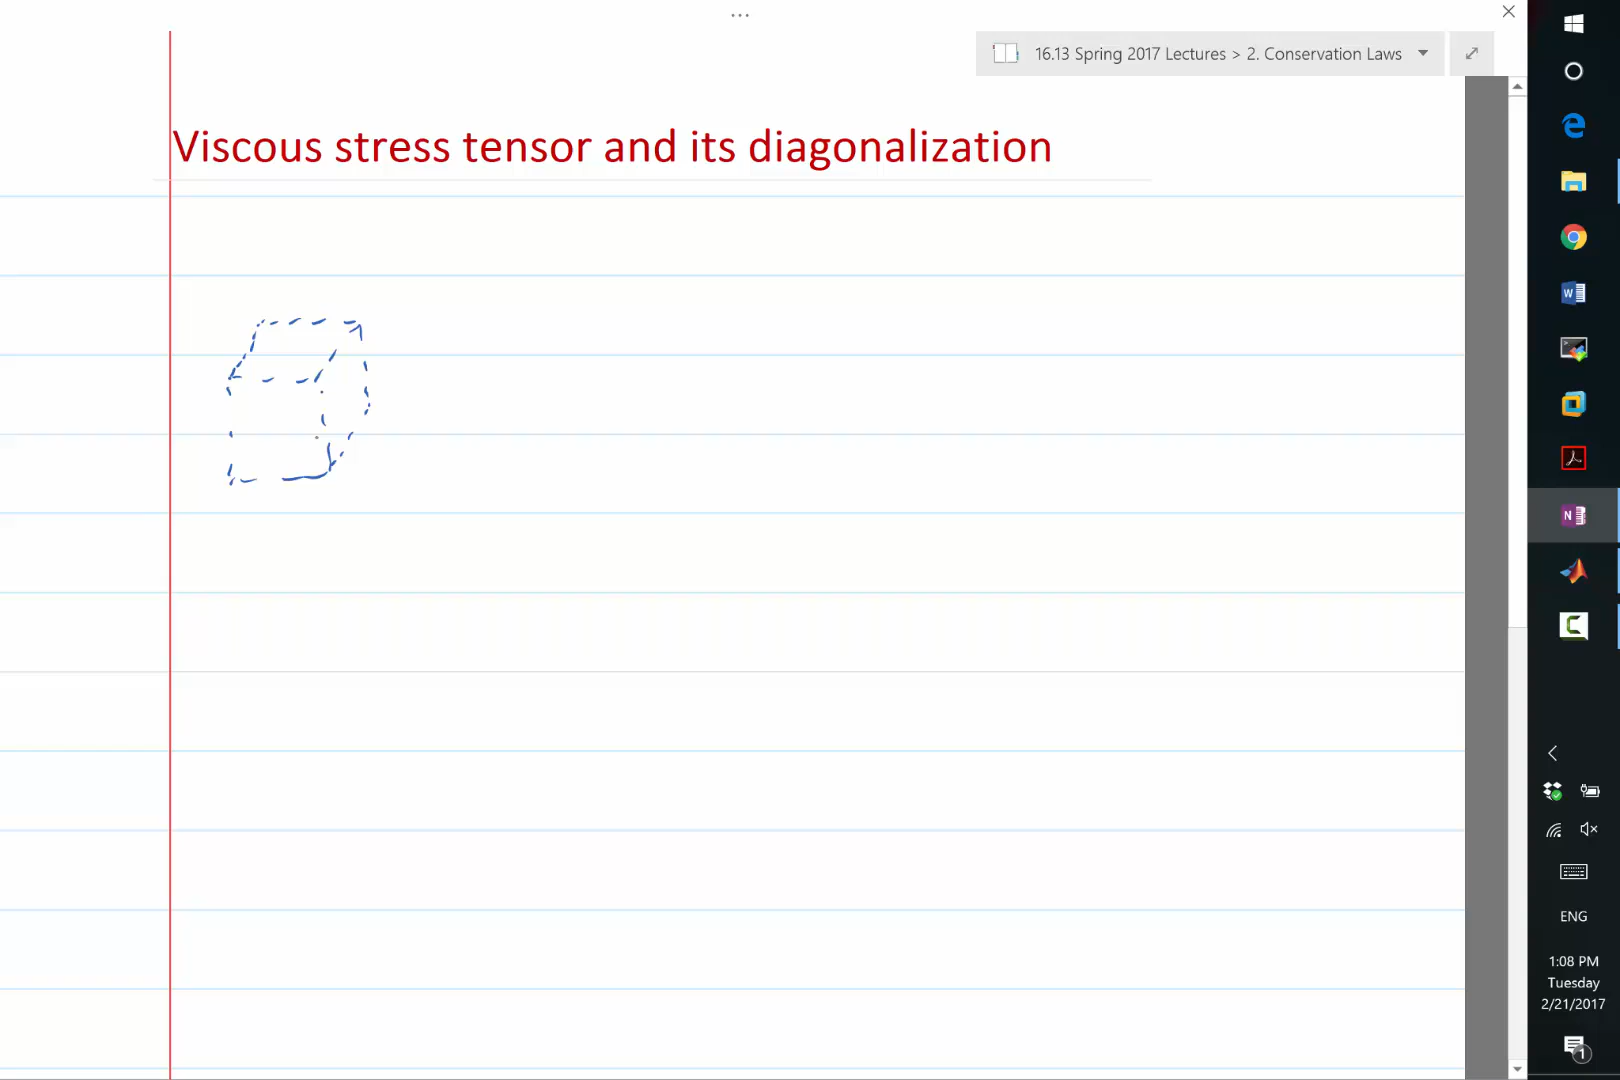 16.13 Spring 2017 Lectures > 2. Conservation Laws
Viscous stress tensor and its diagonalization
ENG
1:08 PM
Tuesday
2/21/2017
1